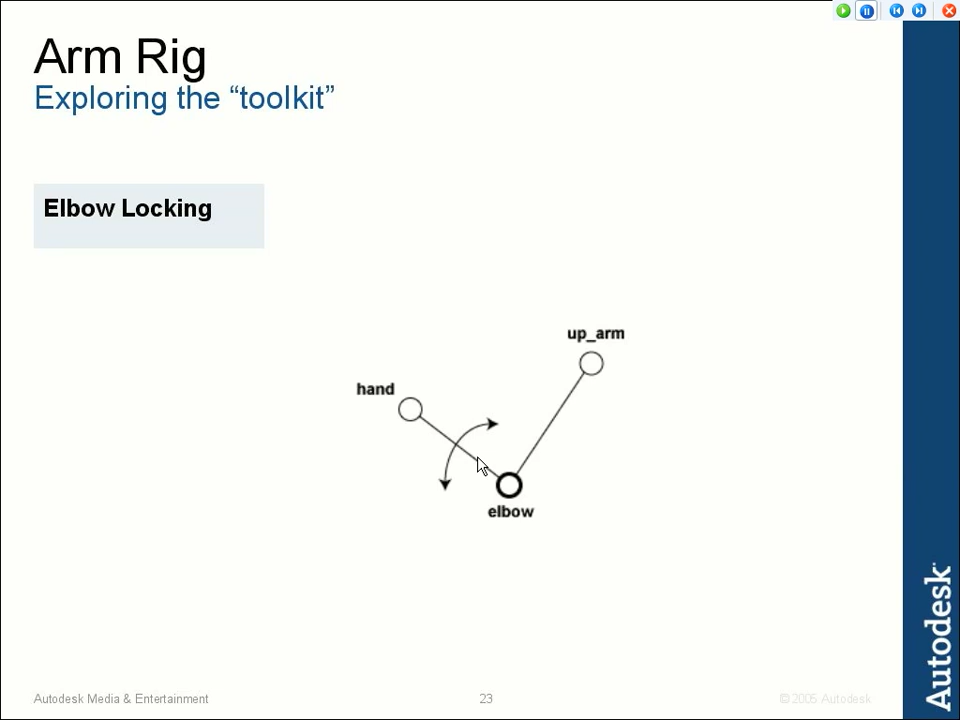 Arm Rig
Exploring the “toolkit”
Elbow Locking
up_arm
hand
elbow
Autodesk
Autodesk Media & Entertainment
23
© 2005 Autodesk